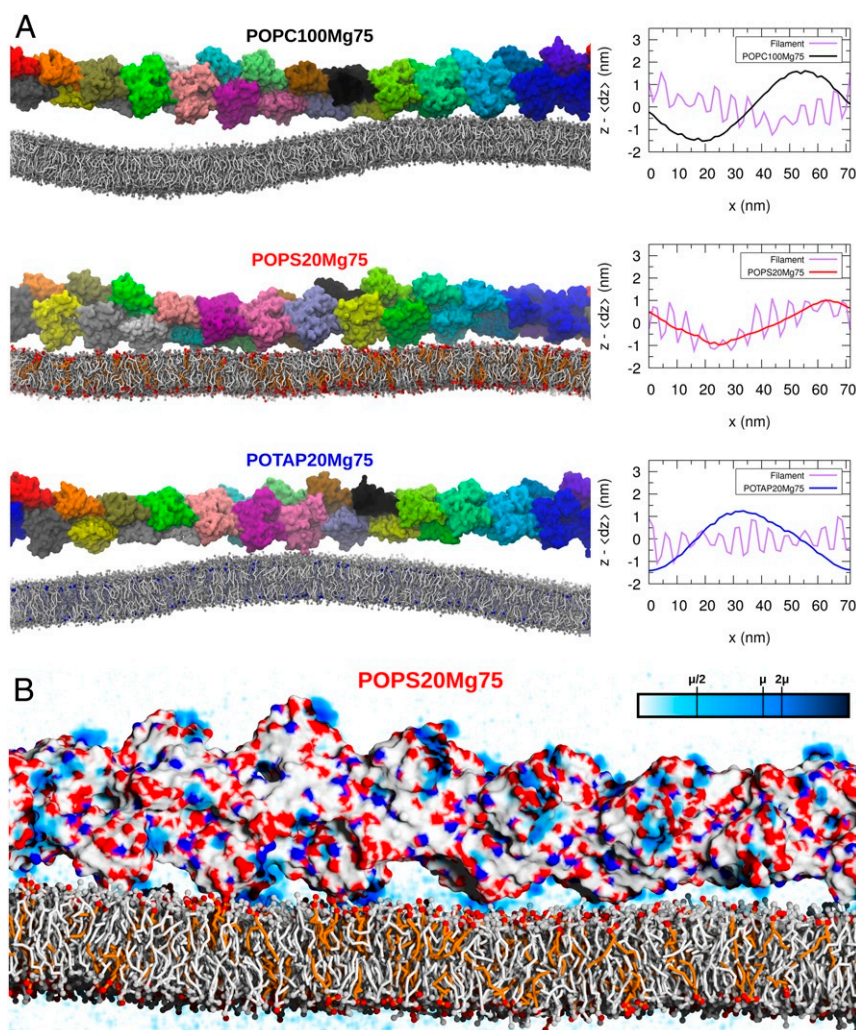 A
POPC100Mg75
z - <dz> (nm)
3
2
1
0
-1
-2
Filament
POPC100Mg75
0 10 20 30 40 50 60 70
x (nm)
POPS20Mg75
z - <dz> (nm)
3
2
1
0
-1
-2
Filament
POPS20Mg75
0 10 20 30 40 50 60 70
x (nm)
POTAP20Mg75
z - <dz> (nm)
3
2
1
0
-1
-2
Filament
POTAP20Mg75
0 10 20 30 40 50 60 70
x (nm)
B
POPS20Mg75
μ/2 μ 2μ